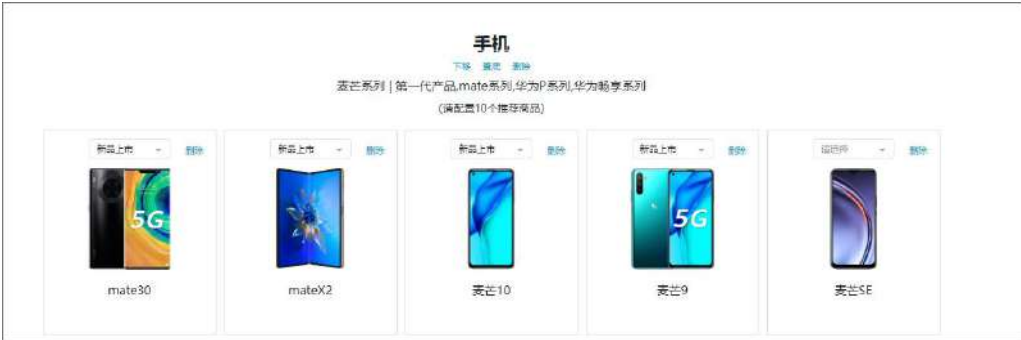 手机
下移 置底 删除
麦芒系列 | 第一代产品,mate系列,华为P系列,华为畅享系列
(请配置10个推荐商品)
新品上市 删除 新品上市 删除 新品上市 删除 新品上市 删除 请选择 删除
5G 5G
mate30 mateX2 麦芒10 麦芒9 麦芒SE